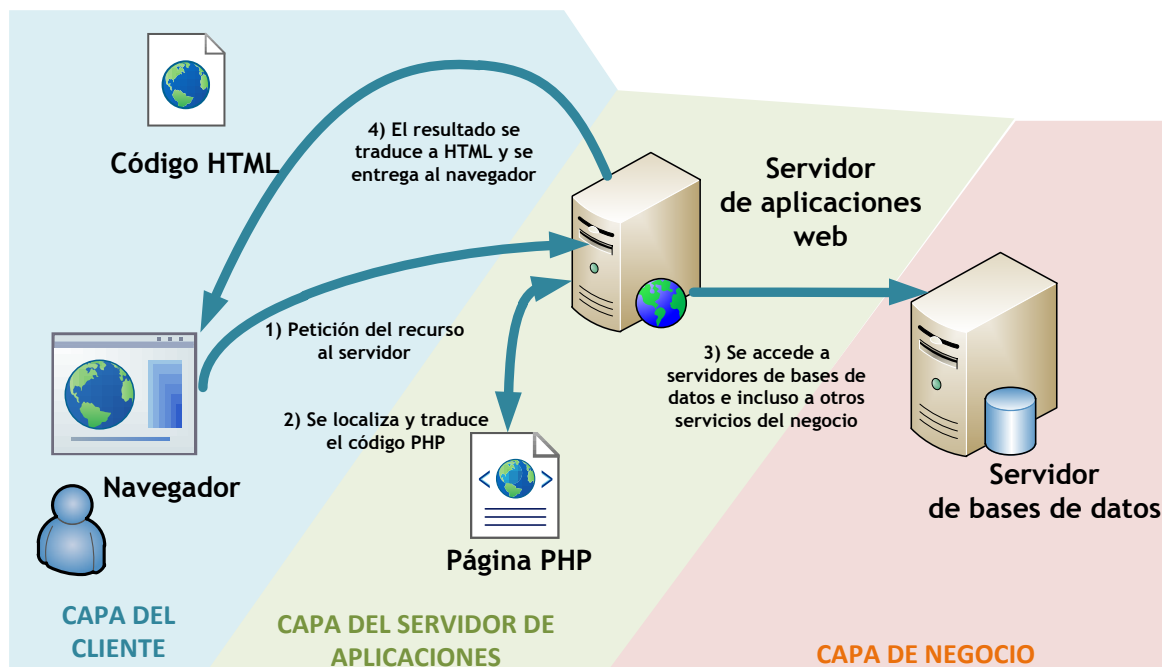 Código HTML
4) El resultado se
traduce a HTML y se
entrega al navegador
Servidor
de aplicaciones
web
1) Petición del recurso
al servidor
3) Se accede a
servidores de bases de
datos e incluso a otros
servicios del negocio
2) Se localiza y traduce
el código PHP
Navegador
Servidor
de bases de datos
Página PHP
CAPA DEL
CLIENTE
CAPA DEL SERVIDOR DE
APLICACIONES
CAPA DE NEGOCIO